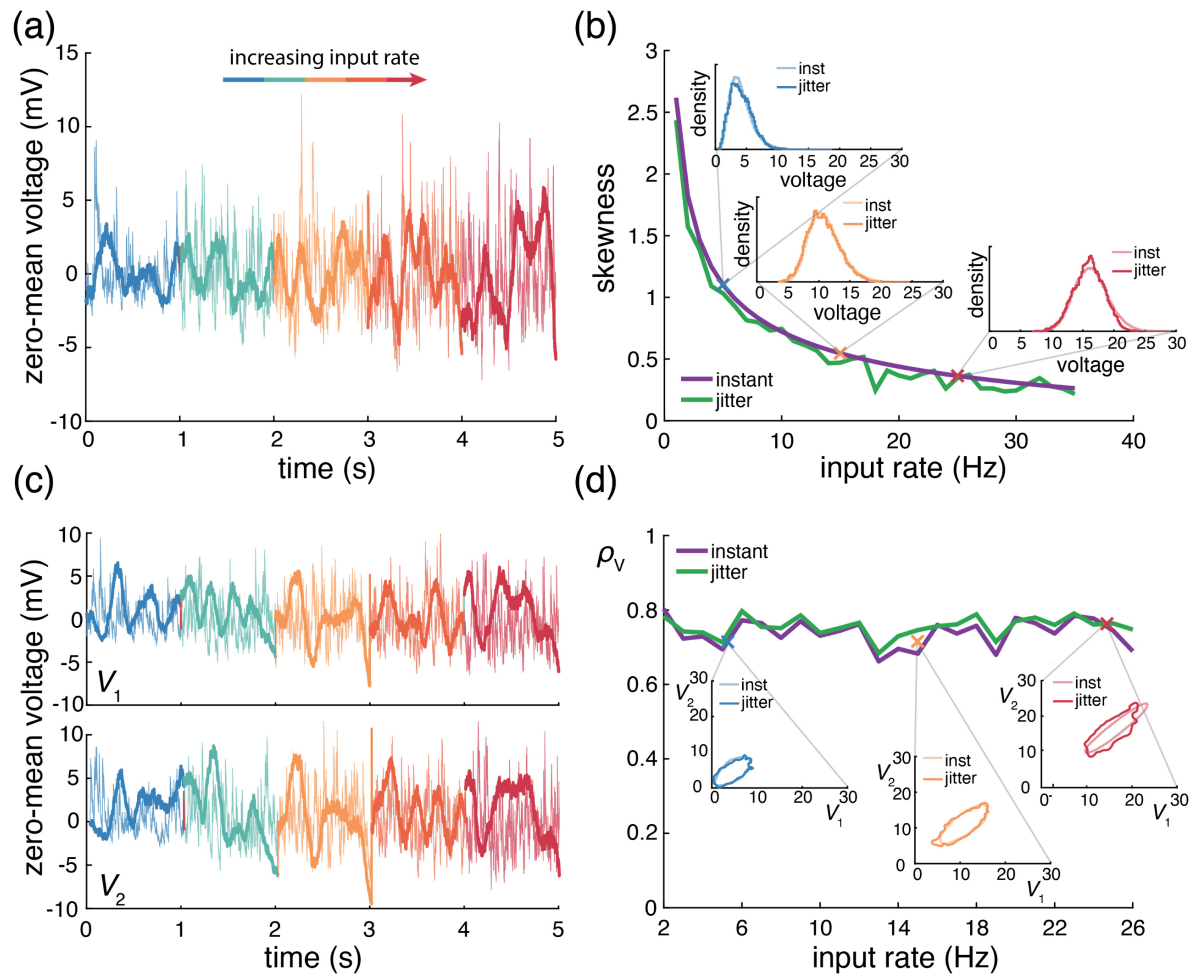 (a)
increasing input rate
15
10
5
0
-5
-10
zero-mean voltage (mV)
0 1 2 3 4 5
time (s)
(b)
3
2.5
2
1.5
1
0.5
0
skewness
density
inst
jitter
0 5 10 15 20 25 30
voltage
density
inst
jitter
0 5 10 15 20 25 30
voltage
density
inst
jitter
0 5 10 15 20 25 30
voltage
instant
jitter
0 10 20 30 40
input rate (Hz)
(c)
zero-mean voltage (mV)
10
5
0
-5
-10
V1
10
5
0
-5
-10
V2
0 1 2 3 4 5
time (s)
(d)
1
ρV
0.8
0.6
0.4
0.2
0
instant
jitter
30
V2
20
10
0
inst
jitter
0 10 20 30
V1
30
V2
20
10
0
inst
jitter
0 10 20 30
V1
30
V2
20
10
0
inst
jitter
0 10 20 30
V1
2 6 10 14 18 22 26
input rate (Hz)